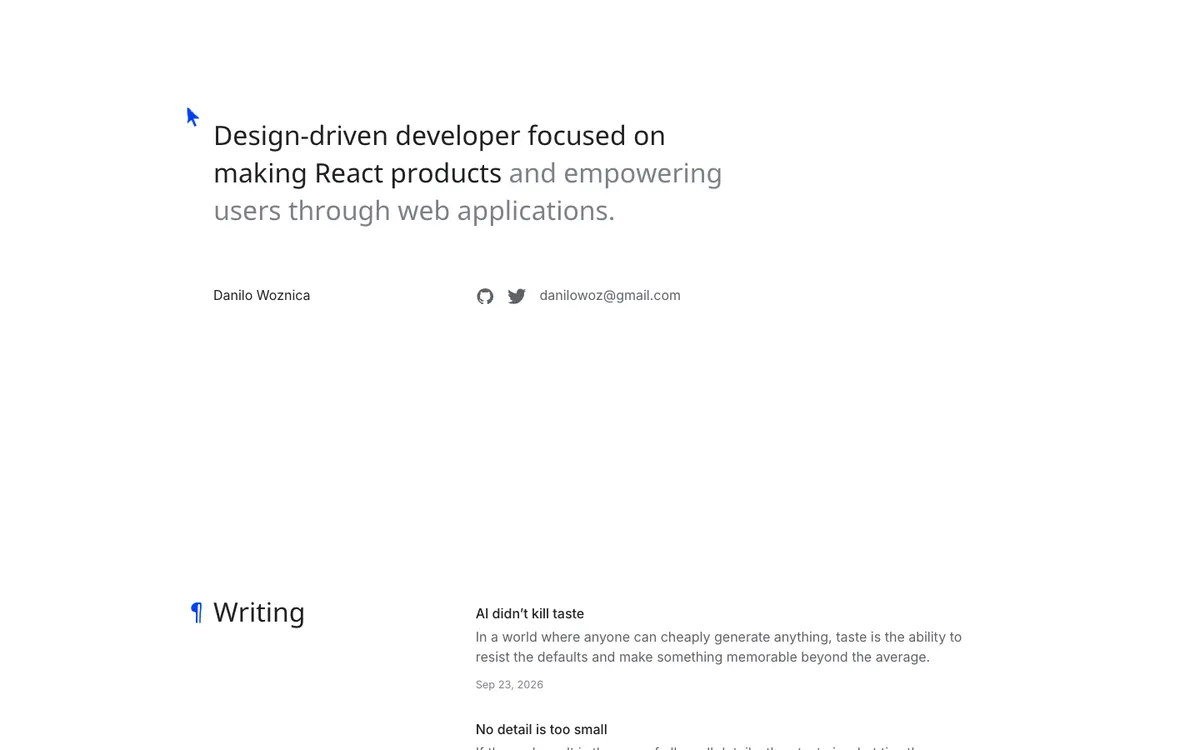 Design-driven developer focused on
making React products and empowering
users through web applications.
Danilo Woznica
danilowoz@gmail.com
¶ Writing
AI didn’t kill taste
In a world where anyone can cheaply generate anything, taste is the ability to
resist the defaults and make something memorable beyond the average.
Sep 23, 2026
No detail is too small